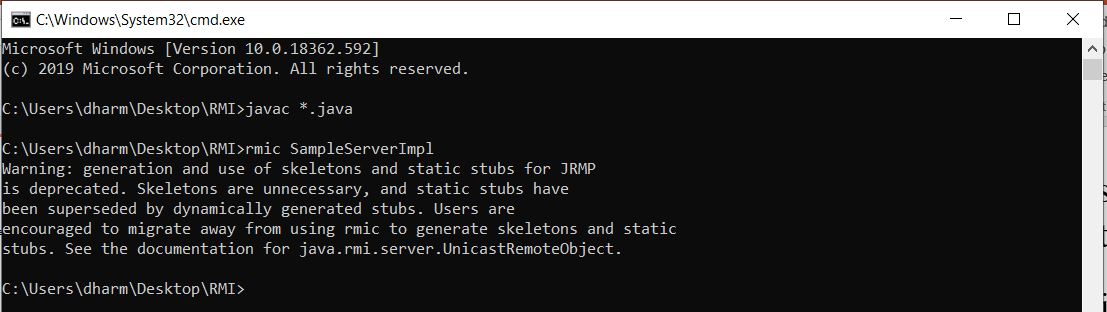 C:\Windows\System32\cmd.exe
Microsoft Windows [Version 10.0.18362.592]
(c) 2019 Microsoft Corporation. All rights reserved.
C:\Users\dharm\Desktop\RMI>javac *.java
C:\Users\dharm\Desktop\RMI>rmic SampleServerImpl
Warning: generation and use of skeletons and static stubs for JRMP
is deprecated. Skeletons are unnecessary, and static stubs have
been superseded by dynamically generated stubs. Users are
encouraged to migrate away from using rmic to generate skeletons and static
stubs. See the documentation for java.rmi.server.UnicastRemoteObject.
C:\Users\dharm\Desktop\RMI>